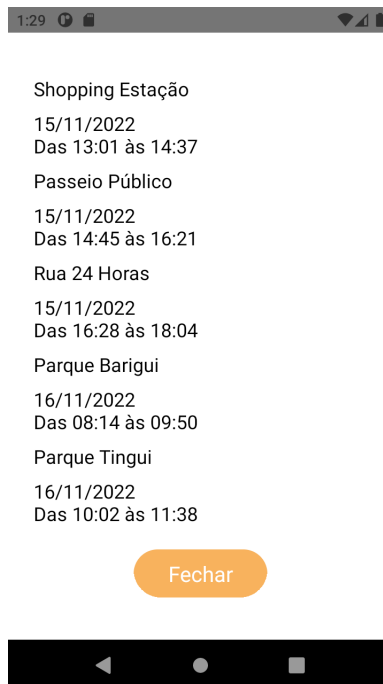 1:29
Shopping Estação
15/11/2022
Das 13:01 às 14:37
Passeio Público
15/11/2022
Das 14:45 às 16:21
Rua 24 Horas
15/11/2022
Das 16:28 às 18:04
Parque Barigui
16/11/2022
Das 08:14 às 09:50
Parque Tingui
16/11/2022
Das 10:02 às 11:38
Fechar